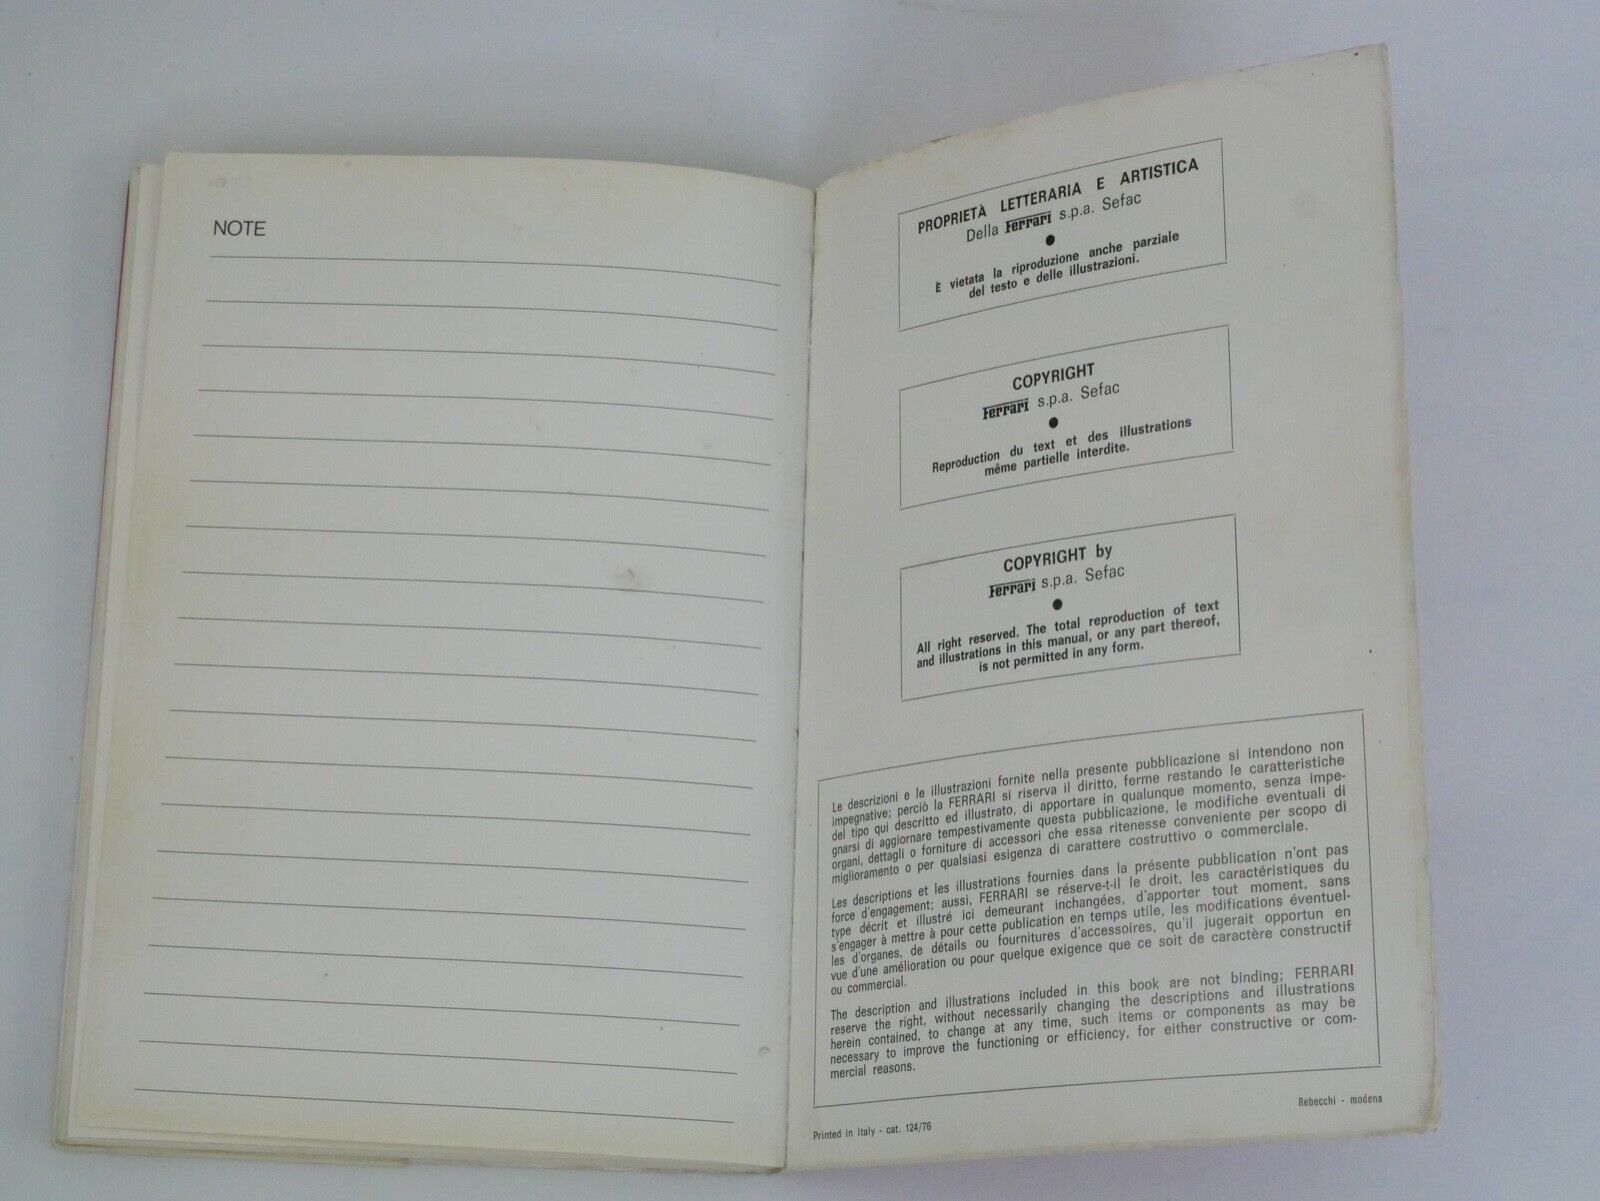 NOTE
PROPRIETÀ LETTERARIA E ARTISTICA
Della Ferrari s.p.a. Sefac
È vietata la riproduzione anche parziale
del testo e delle illustrazioni.
COPYRIGHT
Ferrari s.p.a. Sefac
Reproduction du text et des illustrations
même partielle interdite.
COPYRIGHT by
Ferrari s.p.a. Sefac
All right reserved. The total reproduction of text
and illustrations in this manual, or any part thereof,
is not permitted in any form.
Le descrizioni e le illustrazioni fornite nella presente pubblicazione si intendono non
impegnative; perciò la FERRARI si riserva il diritto, ferme restando le caratteristiche
del tipo qui descritto ed illustrato, di apportare in qualunque momento, senza impe-
gnarsi di aggiornare tempestivamente questa pubblicazione, le modifiche eventuali di
organi, dettagli o forniture di accessori che essa ritenesse conveniente per scopo di
miglioramento o per qualsiasi esigenza di carattere costruttivo o commerciale.
Les descriptions et les illustrations fournies dans la présente pubblication n'ont pas
force d'engagement; aussi, FERRARI se réserve-t-il le droit, les caractéristiques du
type décrit et illustré ici demeurant inchangées, d'apporter tout moment, sans
s'engager à mettre à pour cette publication en temps utile, les modifications éventuel-
les d'organes, de détails ou fournitures d'accessoires, qu'il jugerait opportun en
vue d'une amélioration ou pour quelque exigence que ce soit de caractère constructif
ou commercial.
The description and illustrations included in this book are not binding; FERRARI
reserve the right, without necessarily changing the descriptions and illustrations
herein contained, to change at any time, such items or components as may be
necessary to improve the functioning or efficiency, for either constructive or com-
mercial reasons.
Rebecchi - modena
Printed in Italy - cat. 124/76